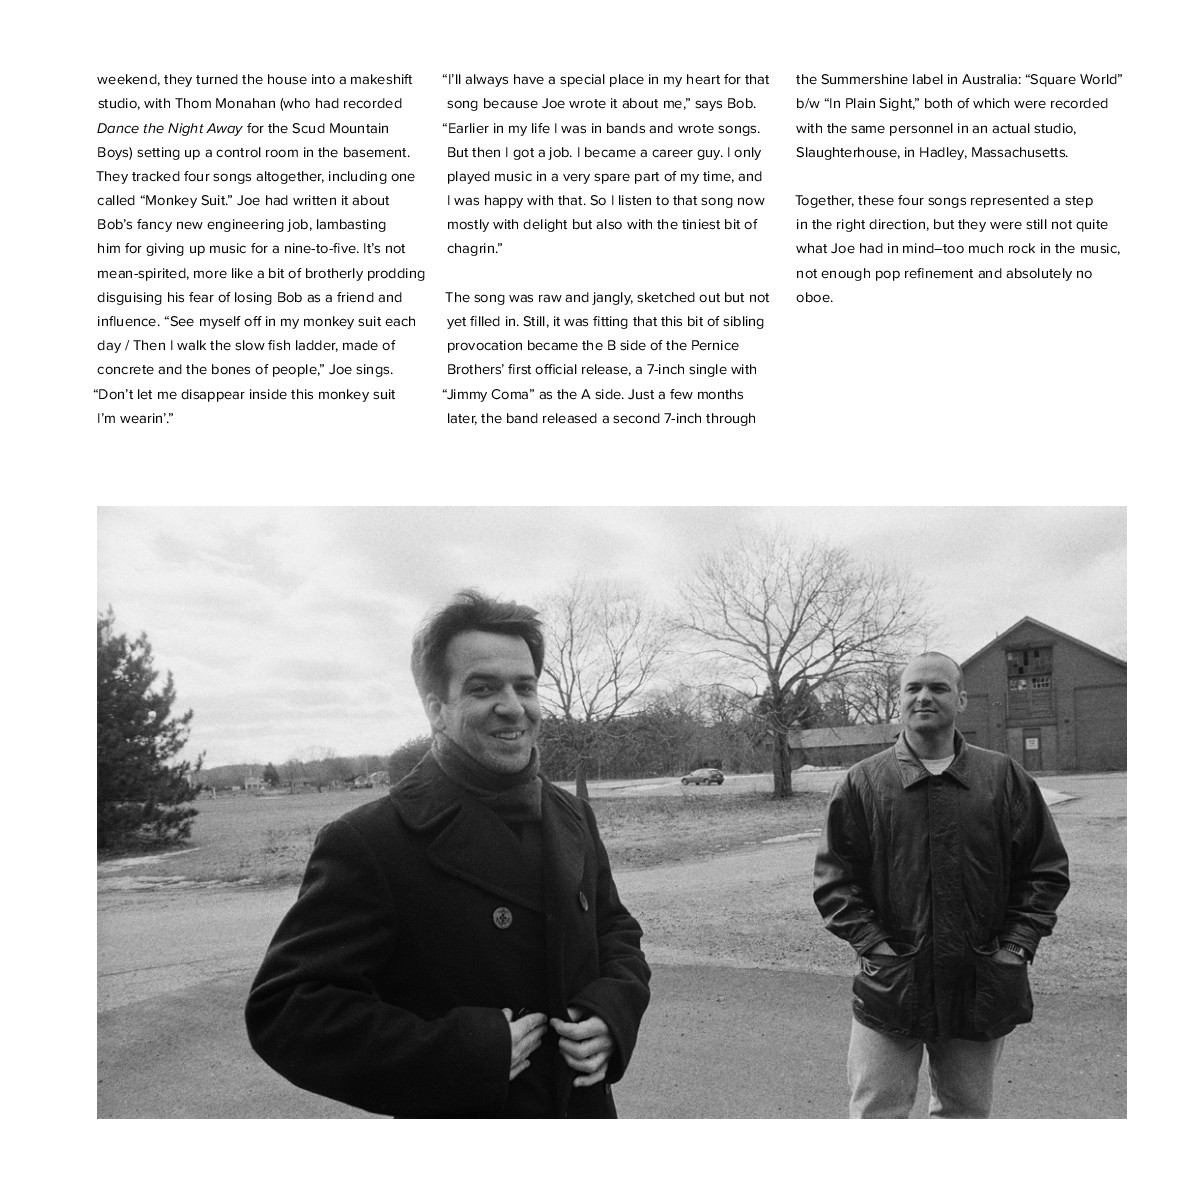 weekend, they turned the house into a makeshift
studio, with Thom Monahan (who had recorded
Dance the Night Away for the Scud Mountain
Boys) setting up a control room in the basement.
They tracked four songs altogether, including one
called “Monkey Suit.” Joe had written it about
Bob’s fancy new engineering job, lambasting
him for giving up music for a nine-to-five. It’s not
mean-spirited, more like a bit of brotherly prodding
disguising his fear of losing Bob as a friend and
influence. “See myself off in my monkey suit each
day / Then I walk the slow fish ladder, made of
concrete and the bones of people,” Joe sings.
“Don’t let me disappear inside this monkey suit
I’m wearin’.”
“I’ll always have a special place in my heart for that
song because Joe wrote it about me,” says Bob.
“Earlier in my life I was in bands and wrote songs.
But then I got a job. I became a career guy. I only
played music in a very spare part of my time, and
I was happy with that. So I listen to that song now
mostly with delight but also with the tiniest bit of
chagrin.”
The song was raw and jangly, sketched out but not
yet filled in. Still, it was fitting that this bit of sibling
provocation became the B side of the Pernice
Brothers’ first official release, a 7-inch single with
“Jimmy Coma” as the A side. Just a few months
later, the band released a second 7-inch through
the Summershine label in Australia: “Square World”
b/w “In Plain Sight,” both of which were recorded
with the same personnel in an actual studio,
Slaughterhouse, in Hadley, Massachusetts.
Together, these four songs represented a step
in the right direction, but they were still not quite
what Joe had in mind–too much rock in the music,
not enough pop refinement and absolutely no
oboe.